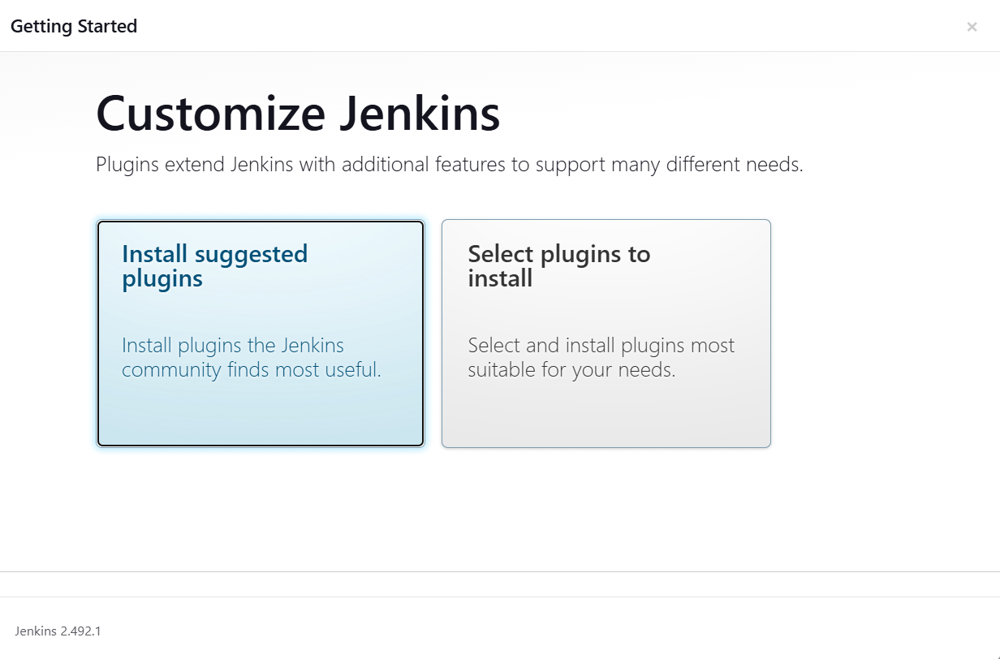 Getting Started
×
Customize Jenkins
Plugins extend Jenkins with additional features to support many different needs.
Install suggested
plugins
Install plugins the Jenkins
community finds most useful.
Select plugins to
install
Select and install plugins most
suitable for your needs.
Jenkins 2.492.1